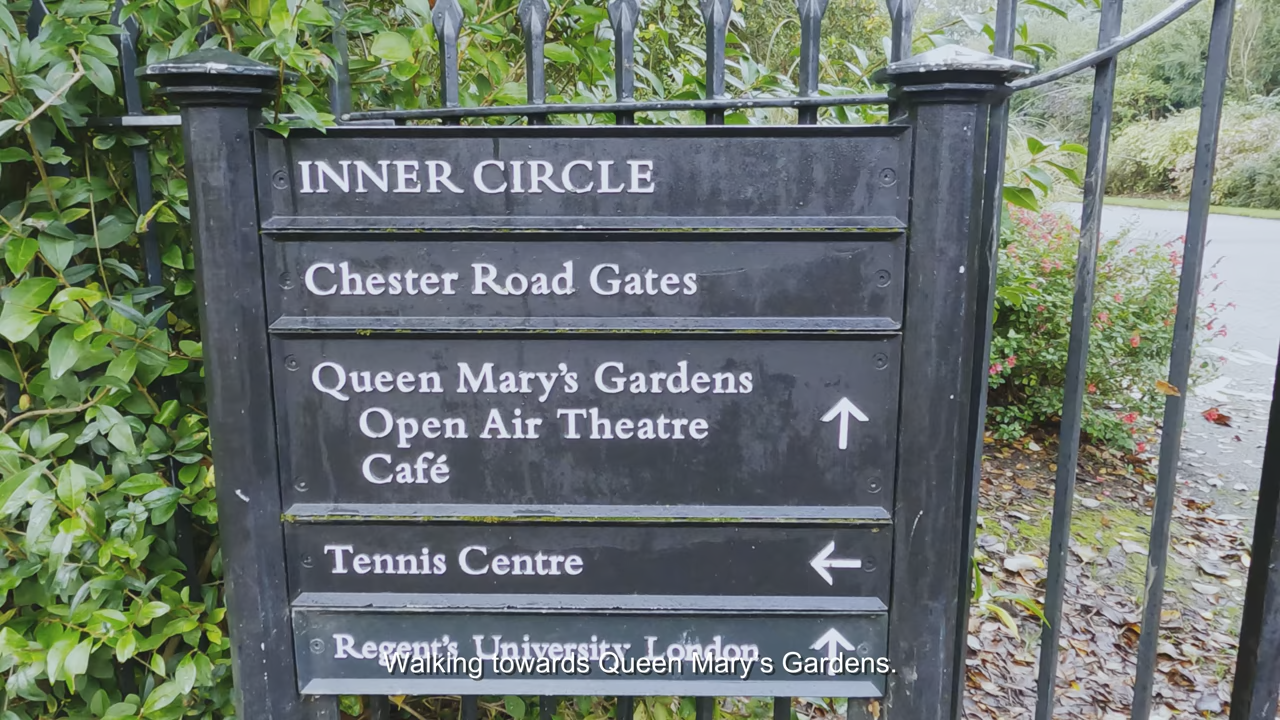 INNER CIRCLE
Chester Road Gates
Queen Mary's Gardens
Open Air Theatre
Café
Tennis Centre
Regent's University London
Walking towards Queen Mary's Gardens.